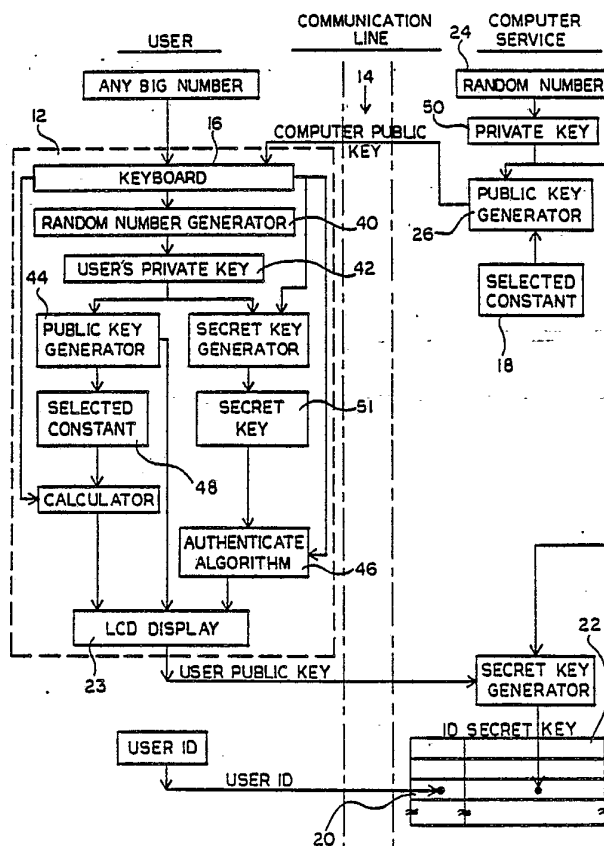 USER
COMMUNICATION
LINE
COMPUTER
SERVICE
ANY BIG NUMBER
14
24
RANDOM NUMBER
50
PRIVATE KEY
COMPUTER PUBLIC
KEY
12
16
KEYBOARD
PUBLIC KEY
GENERATOR
26
RANDOM NUMBER GENERATOR
40
USER'S PRIVATE KEY
42
44
PUBLIC KEY
GENERATOR
SECRET KEY
GENERATOR
SELECTED
CONSTANT
18
SELECTED
CONSTANT
48
SECRET
KEY
51
CALCULATOR
AUTHENTICATE
ALGORITHM
46
LCD DISPLAY
23
USER PUBLIC KEY
SECRET KEY
GENERATOR
22
ID SECRET KEY
USER ID
USER ID
20